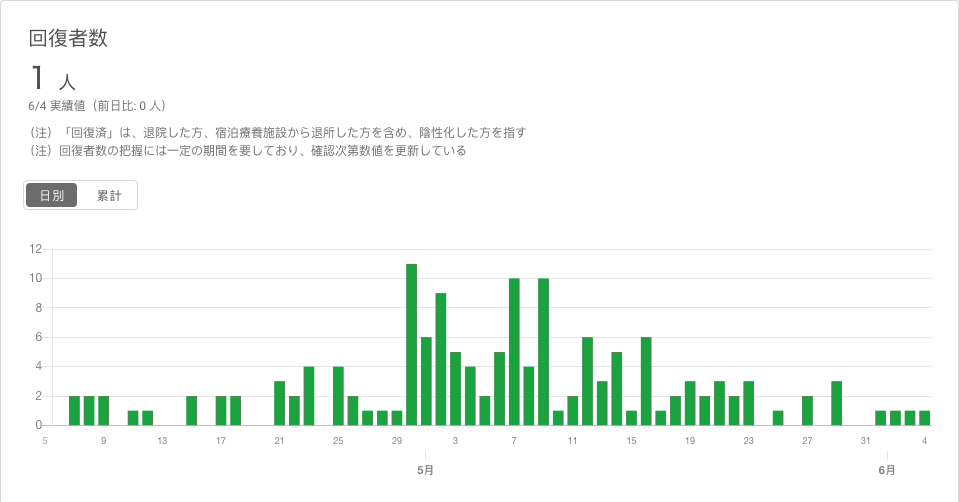 回復者数
1 人
6/4 実績値（前日比: 0 人）
（注）「回復済」は、退院した方、宿泊療養施設から退所した方を含め、陰性化した方を指す
（注）回復者数の把握には一定の期間を要しており、確認次第数値を更新している
日別 累計
12
10
8
6
4
2
0
5 9 13 17 21 25 29 3 7 11 15 19 23 27 31 4
5月 6月